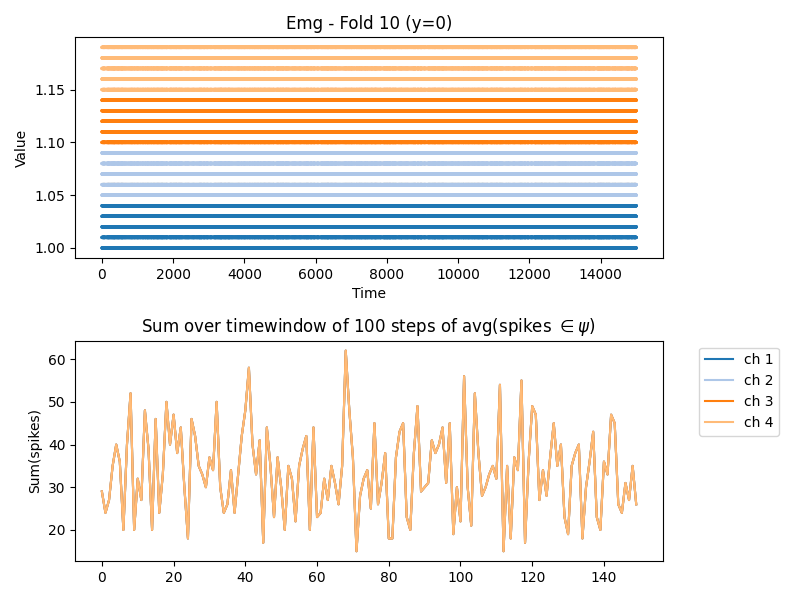 Emg - Fold 10 (y=0)
Value
1.15
1.10
1.05
1.00
0 2000 4000 6000 8000 10000 12000 14000
Time
Sum over timewindow of 100 steps of avg(spikes ∈ψ)
Sum(spikes)
60
50
40
30
20
0 20 40 60 80 100 120 140
ch 1
ch 2
ch 3
ch 4